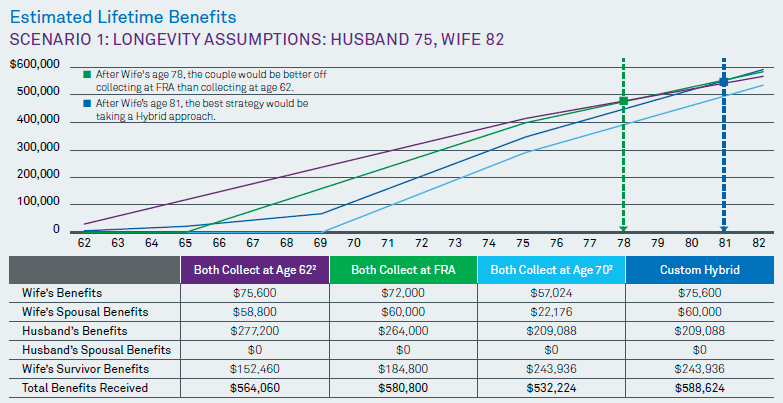 Estimated Lifetime Benefits
SCENARIO 1: LONGEVITY ASSUMPTIONS: HUSBAND 75, WIFE 82
$600,000
500,000
400,000
300,000
200,000
100,000
0
After Wife's age 78, the couple would be better off
collecting at FRA than collecting at age 62.
After Wife's age 81, the best strategy would be
taking a Hybrid approach.
62 63 64 65 66 67 68 69 70 71 72 73 74 75 76 77 78 79 80 81 82
Both Collect at Age 62² Both Collect at FRA Both Collect at Age 70² Custom Hybrid
Wife's Benefits $75,600 $72,000 $57,024 $75,600
Wife's Spousal Benefits $58,800 $60,000 $22,176 $60,000
Husband's Benefits $277,200 $264,000 $209,088 $209,088
Husband's Spousal Benefits $0 $0 $0 $0
Wife's Survivor Benefits $152,460 $184,800 $243,936 $243,936
Total Benefits Received $564,060 $580,800 $532,224 $588,624